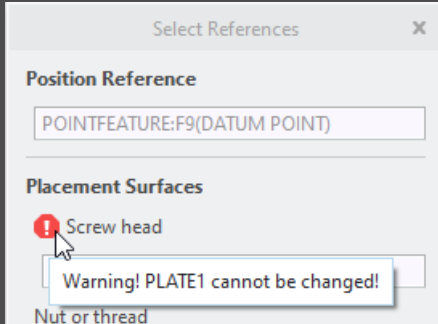 Select References
Position Reference
POINTFEATURE:F9(DATUM POINT)
Placement Surfaces
Screw head
Warning! PLATE1 cannot be changed!
Nut or thread